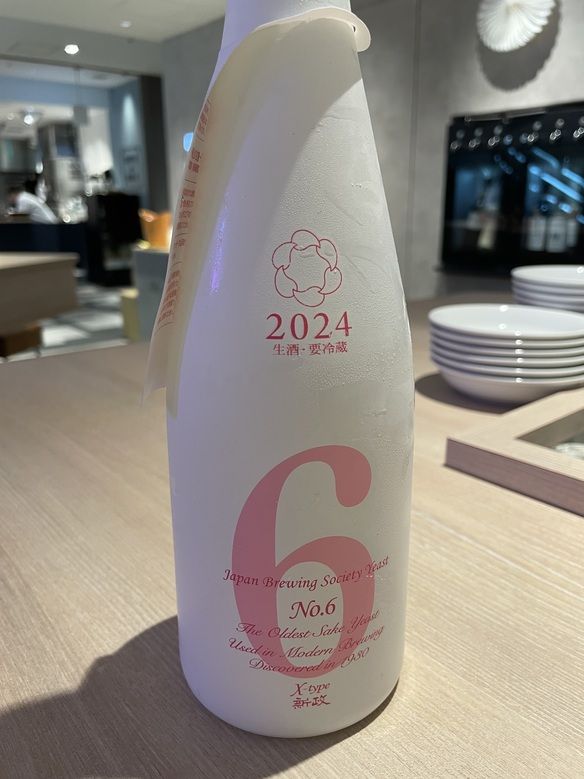 2024
生酒・要冷蔵
6
Japan Brewing Society Yeast
No.6
The Oldest Sake Yeast
Used in Modern Brewing
Discovered in 1930
X-type
新政